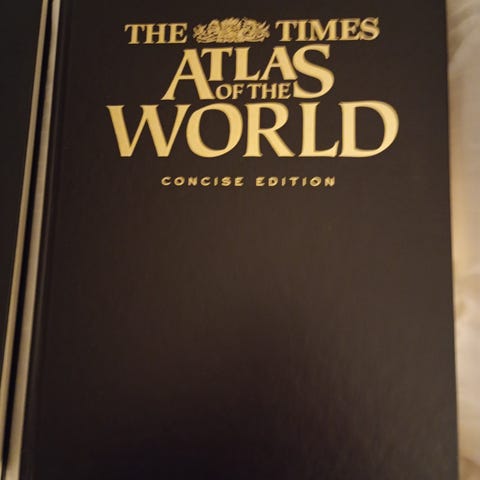 THE TIMES
ATLAS
OF THE
WORLD
CONCISE EDITION